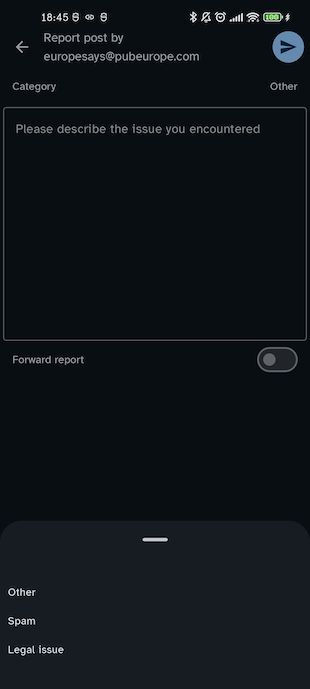 18:45
100
Report post by
europesays@pubeurope.com
Category
Other
Please describe the issue you encountered
Forward report
Other
Spam
Legal issue